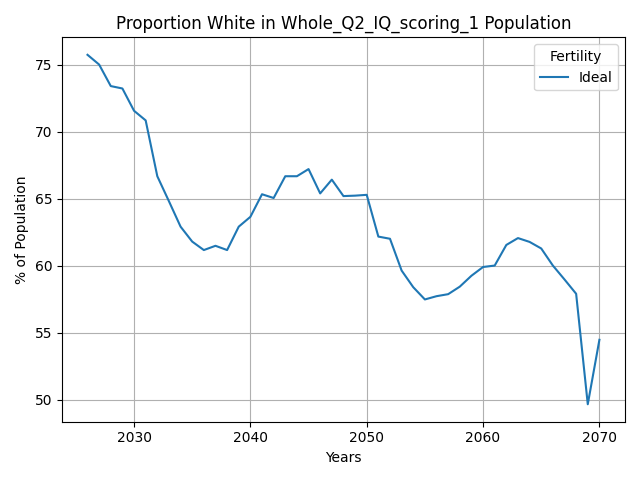 Proportion White in Whole_Q2_IQ_scoring_1 Population
Fertility
Ideal
75
70
65
60
55
50
% of Population
2030 2040 2050 2060 2070
Years